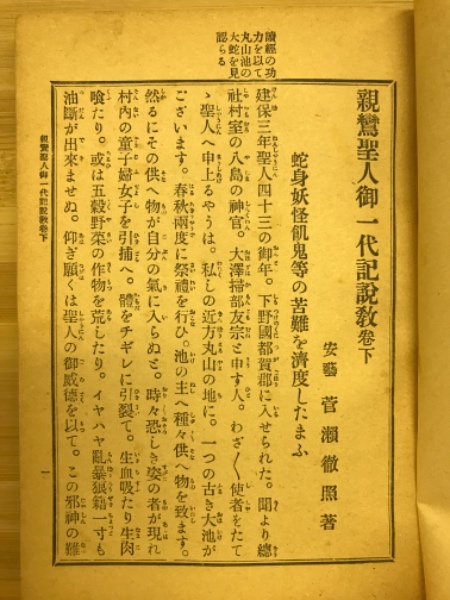 讀經の功
力を以て
丸山池の
大蛇を見
認らる
親鸞聖人御一代記說敎卷下
安藝 菅瀨徹照著
蛇身妖怪飢鬼等の苦難を濟度したまふ
建保三年聖人四十三の御年。下野國都賀郡に入せられた。聞より總
社村室の八島の神官。大澤掃部友宗と申す人。わざ〳〵使者をたて
ゝ聖人へ申上るやうは。私しの近方丸山の地に。一つの古き大池が
ございます。春秋兩度に祭禮を行ひ。池の主へ種々供へ物を致ます。
然るにその供へ物が自分の氣に入らぬと。時々恐しき姿の者が現れ
村內の童子婦女子を引捕へ。體をチギレに引裂て。生血吸たり生肉
喰たり。或は五穀野菜の作物を荒したり。イヤハヤ亂暴狼籍一寸も
油斷が出來ませぬ。仰ぎ願くは聖人の御威德を以て。この邪神の難
親鸞聖人御一代記說敎卷下
一